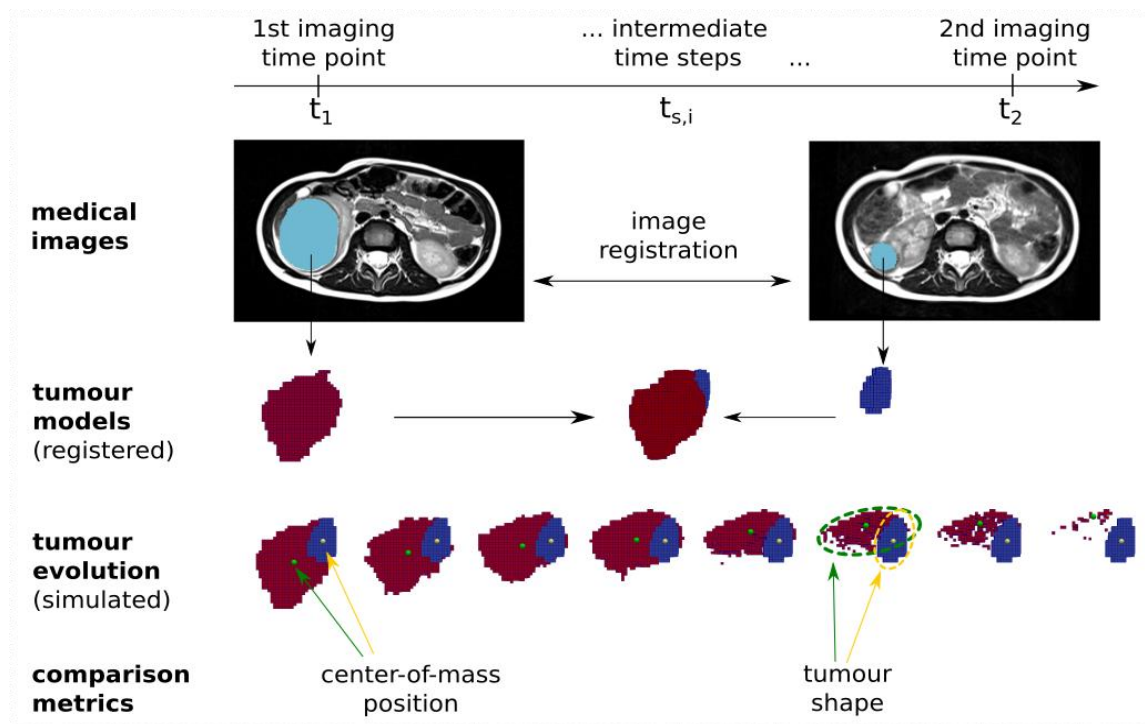 1st imaging
time point
... intermediate
time steps ...
2nd imaging
time point
t1
ts,i
t2
medical
images
image
registration
tumour
models
(registered)
tumour
evolution
(simulated)
comparison
metrics
center-of-mass
position
tumour
shape